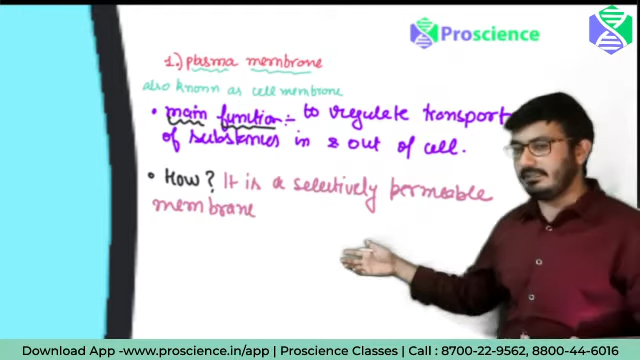 Proscience
1.) plasma membrane
also known as cell membrane
• main function:- to regulate transport
of substances in & out of cell.
• How? It is a selectively permeable
membrane
Download App -www.proscience.in/app | Proscience Classes | Call : 8700-22-9562, 8800-44-6016